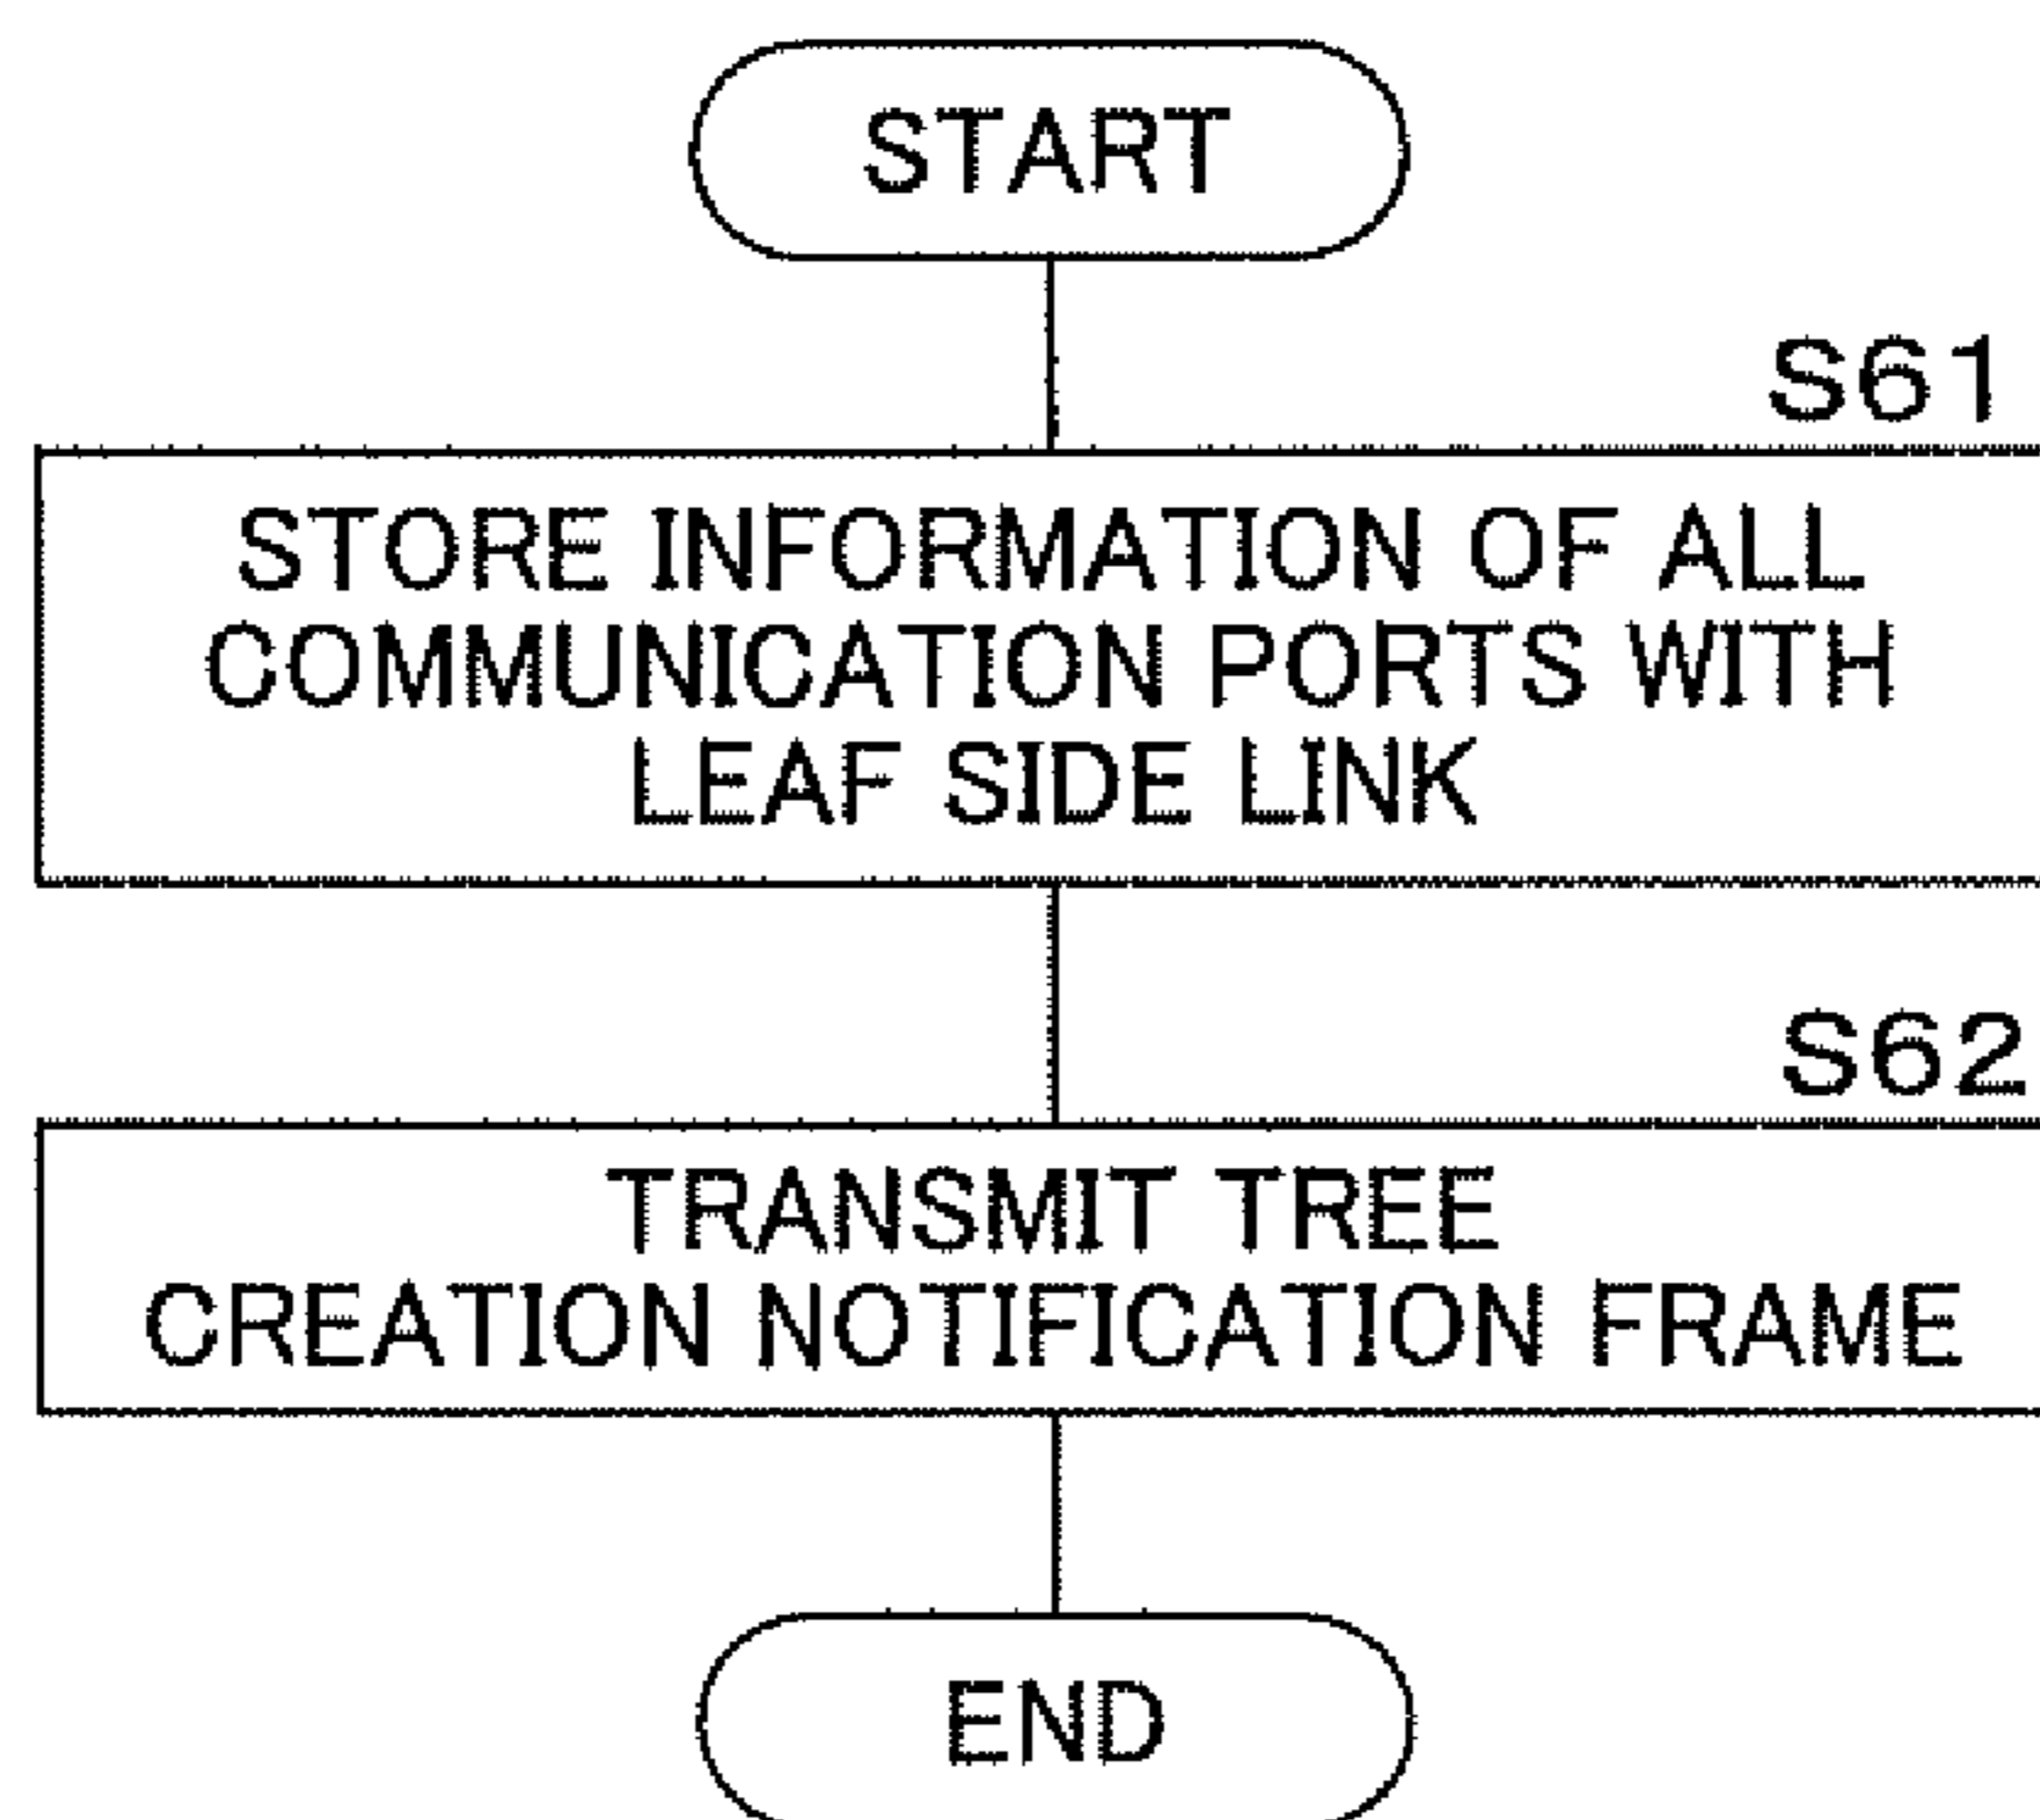 START
S61
STORE INFORMATION OF ALL
COMMUNICATION PORTS WITH
LEAF SIDE LINK
S62
TRANSMIT TREE
CREATION NOTIFICATION FRAME
END